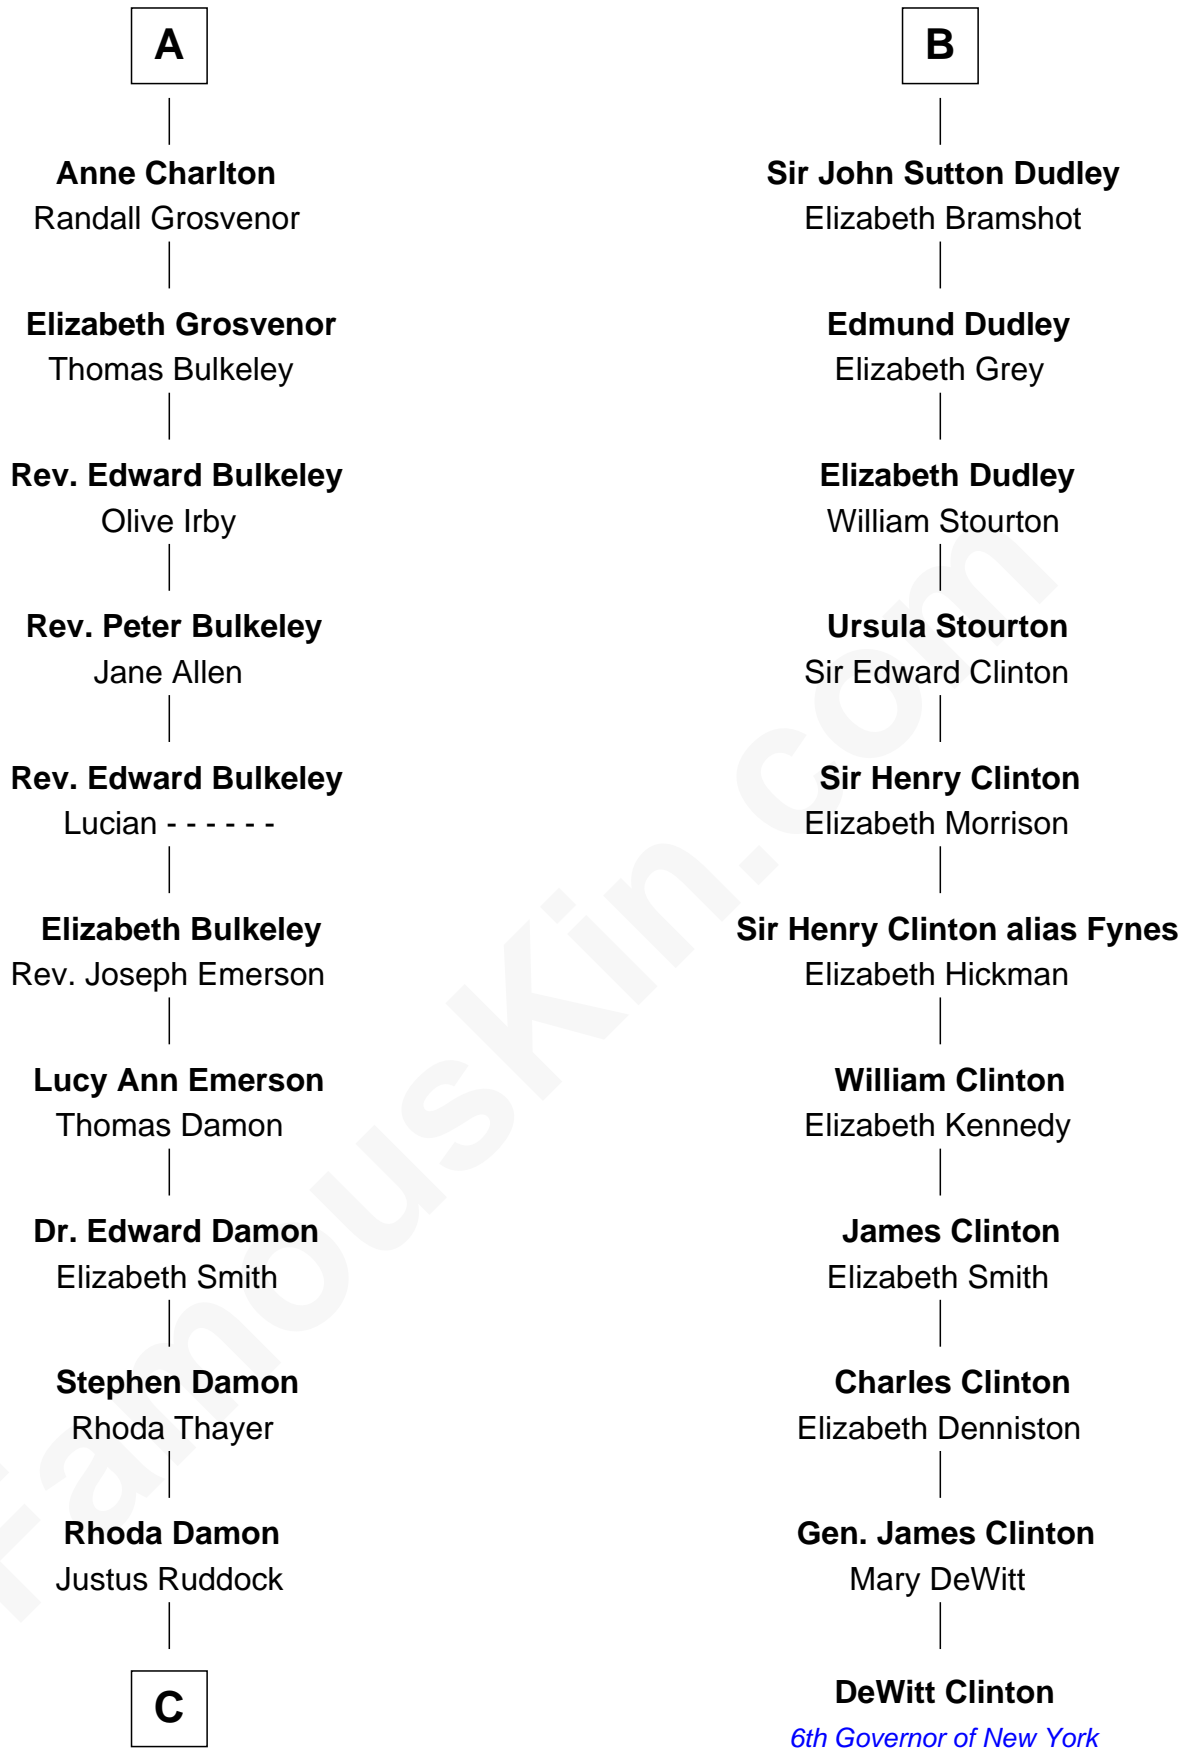 A
Anne Charlton
Randall Grosvenor
Elizabeth Grosvenor
Thomas Bulkeley
Rev. Edward Bulkeley
Olive Irby
Rev. Peter Bulkeley
Jane Allen
Rev. Edward Bulkeley
Lucian - - - - - -
Elizabeth Bulkeley
Rev. Joseph Emerson
Lucy Ann Emerson
Thomas Damon
Dr. Edward Damon
Elizabeth Smith
Stephen Damon
Rhoda Thayer
Rhoda Damon
Justus Ruddock
C
B
Sir John Sutton Dudley
Elizabeth Bramshot
Edmund Dudley
Elizabeth Grey
Elizabeth Dudley
William Stourton
Ursula Stourton
Sir Edward Clinton
Sir Henry Clinton
Elizabeth Morrison
Sir Henry Clinton alias Fynes
Elizabeth Hickman
William Clinton
Elizabeth Kennedy
James Clinton
Elizabeth Smith
Charles Clinton
Elizabeth Denniston
Gen. James Clinton
Mary DeWitt
DeWitt Clinton
6th Governor of New York
FamousKin.com